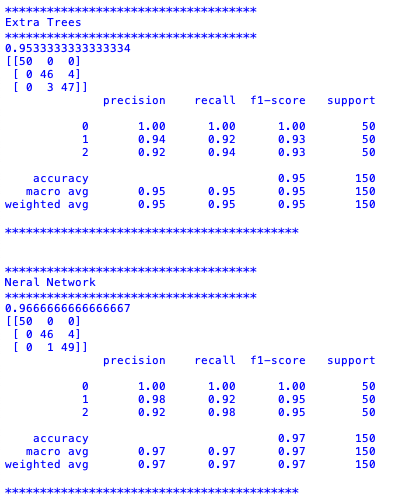 ************************************
Extra Trees
************************************
0.9533333333333334
[[50  0  0]
 [ 0 46  4]
 [ 0  3 47]]
              precision    recall  f1-score   support

           0       1.00      1.00      1.00        50
           1       0.94      0.92      0.93        50
           2       0.92      0.94      0.93        50

    accuracy                           0.95       150
   macro avg       0.95      0.95      0.95       150
weighted avg       0.95      0.95      0.95       150

******************************************


************************************
Neral Network
************************************
0.9666666666666667
[[50  0  0]
 [ 0 46  4]
 [ 0  1 49]]
              precision    recall  f1-score   support

           0       1.00      1.00      1.00        50
           1       0.98      0.92      0.95        50
           2       0.92      0.98      0.95        50

    accuracy                           0.97       150
   macro avg       0.97      0.97      0.97       150
weighted avg       0.97      0.97      0.97       150

******************************************